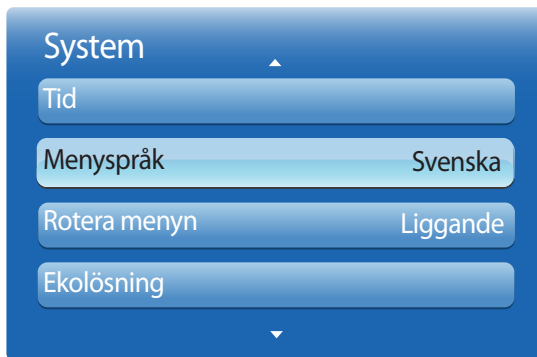 System
Tid
Menyspråk Svenska
Rotera menyn Liggande
Ekolösning